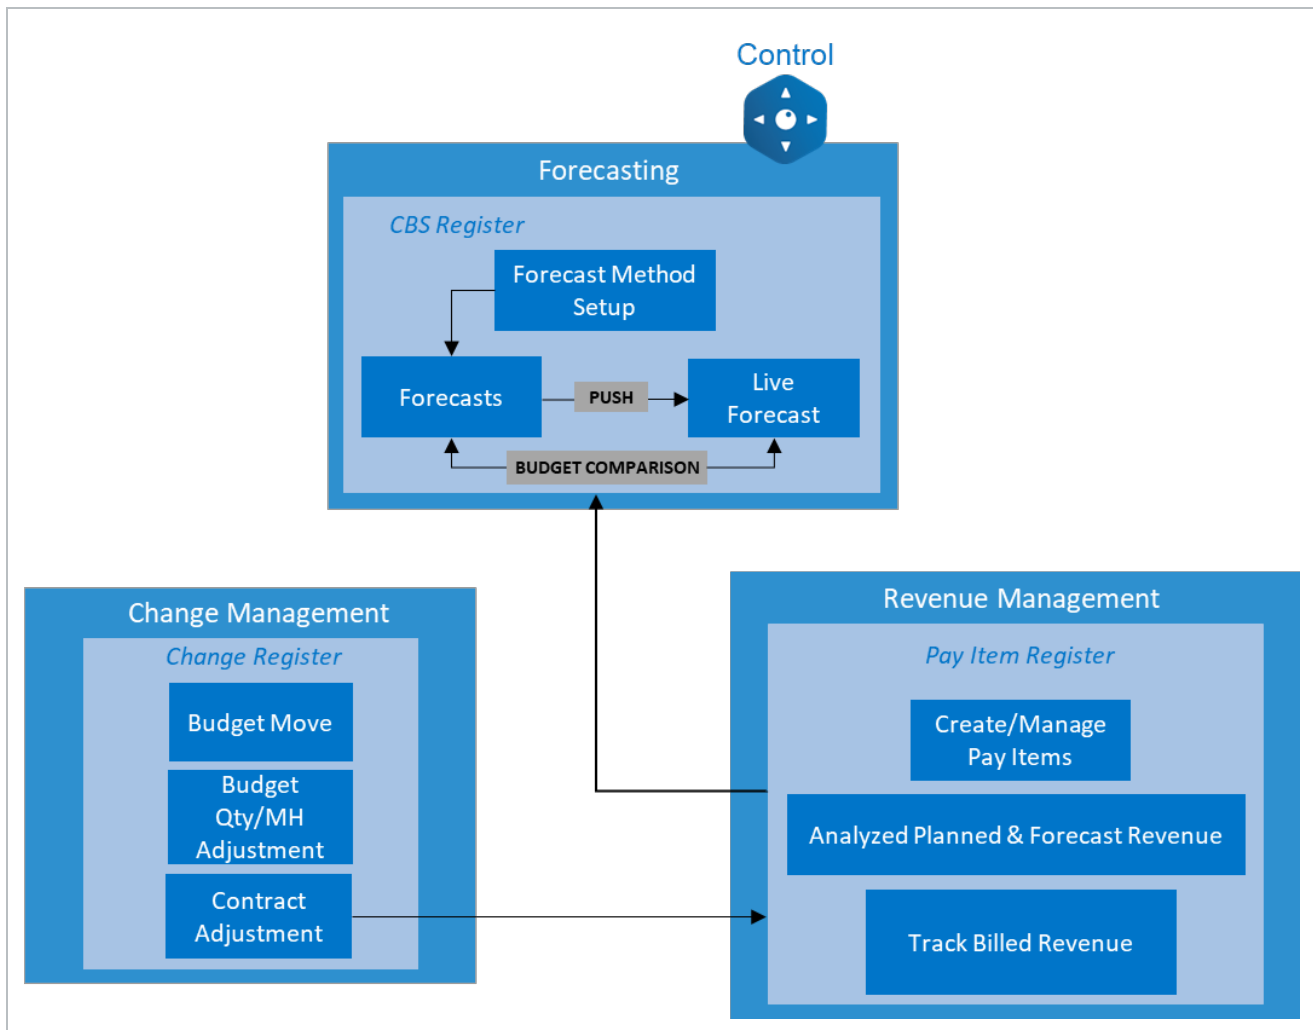 Control
Forecasting
CBS Register
Forecast Method
Setup
Forecasts
PUSH
Live
Forecast
BUDGET COMPARISON
Change Management
Change Register
Budget Move
Budget
Qty/MH
Adjustment
Contract
Adjustment
Revenue Management
Pay Item Register
Create/Manage
Pay Items
Analyzed Planned & Forecast Revenue
Track Billed Revenue